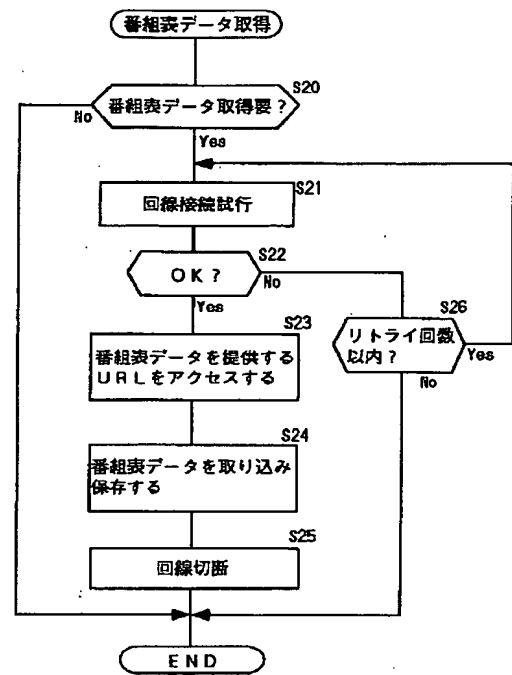 番組表データ取得
S20
番組表データ取得要？
No
Yes
S21
回線接続試行
S22
OK？
No
Yes
S26
リトライ回数
以内？
Yes
No
S23
番組表データを提供する
URLをアクセスする
S24
番組表データを取り込み
保存する
S25
回線切断
END